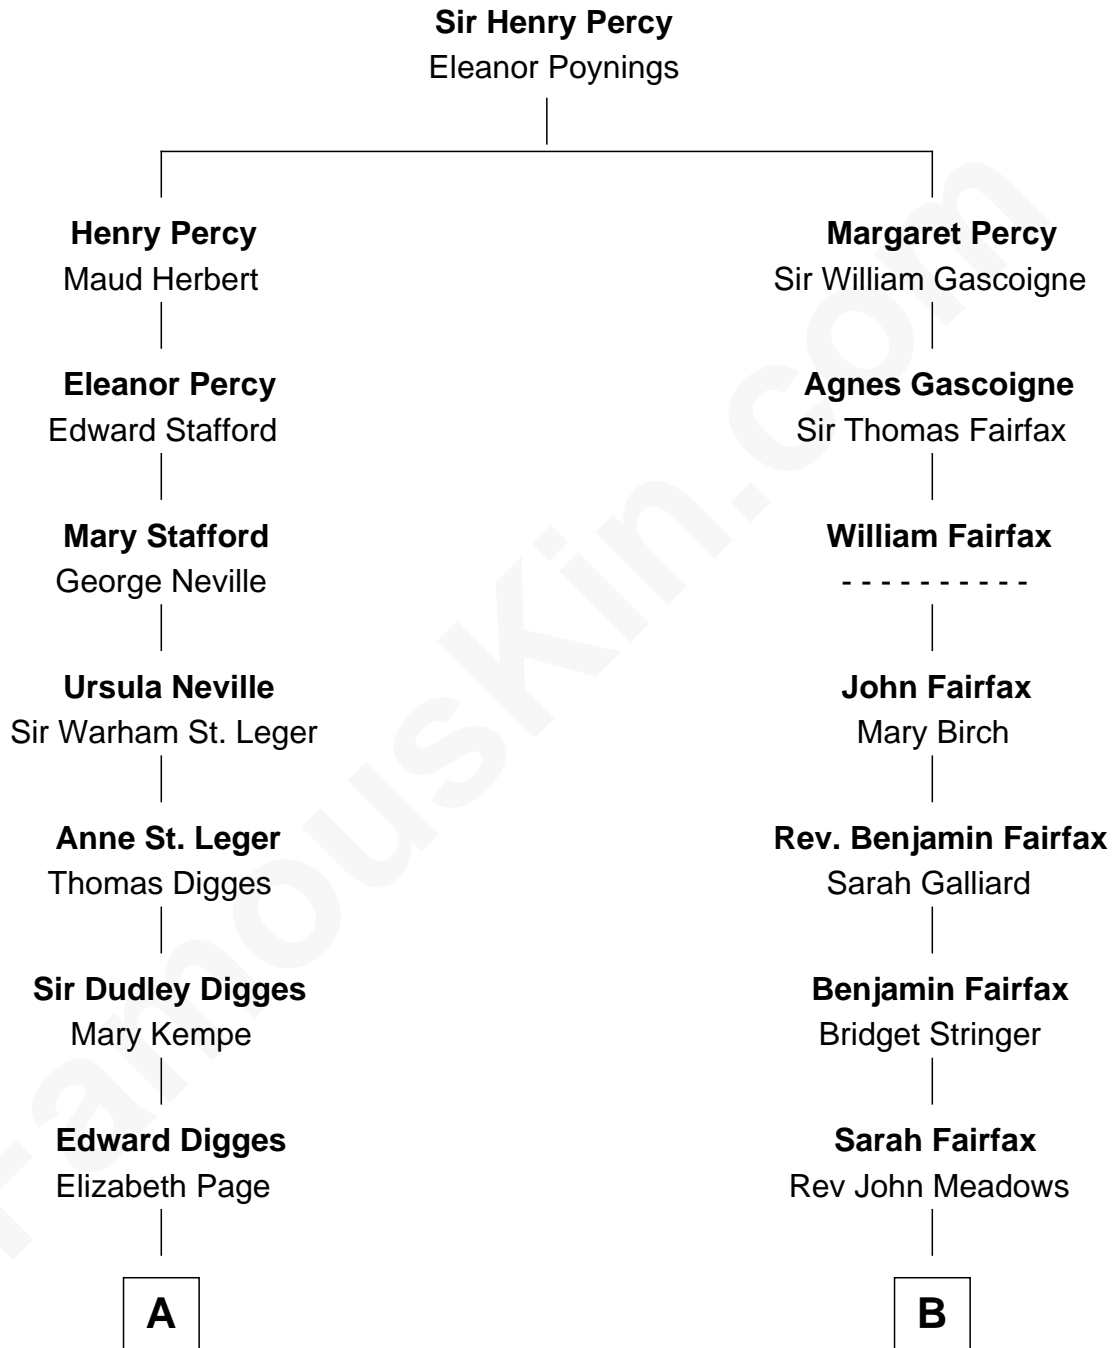 Sir Henry Percy
Eleanor Poynings
Henry Percy
Maud Herbert
Margaret Percy
Sir William Gascoigne
Eleanor Percy
Edward Stafford
Agnes Gascoigne
Sir Thomas Fairfax
Mary Stafford
George Neville
William Fairfax
- - - - - - - - - -
Ursula Neville
Sir Warham St. Leger
John Fairfax
Mary Birch
Anne St. Leger
Thomas Digges
Rev. Benjamin Fairfax
Sarah Galliard
Sir Dudley Digges
Mary Kempe
Benjamin Fairfax
Bridget Stringer
Edward Digges
Elizabeth Page
Sarah Fairfax
Rev John Meadows
A
B
FamousKin.com